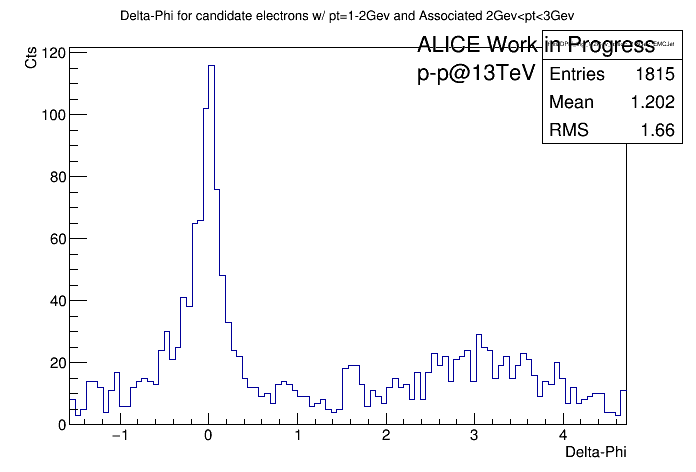 Delta-Phi for candidate electrons w/ pt=1-2Gev and Associated 2Gev<pt<3Gev
Cts
ALICE Work in Progress
p-p@13TeV
Entries 1815
Mean 1.202
RMS 1.66
120
100
80
60
40
20
0
−1 0 1 2 3 4
Delta-Phi